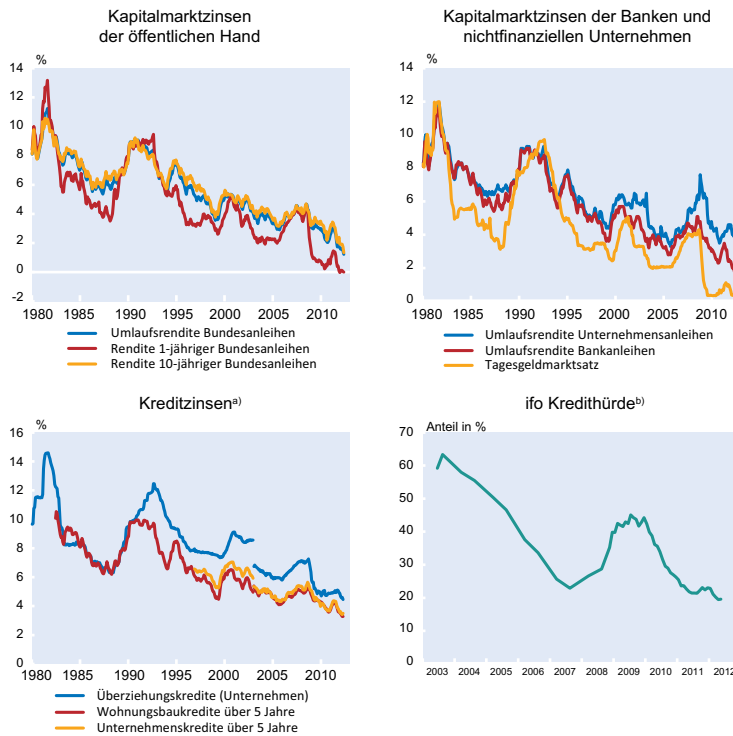 Kapitalmarktzinsen
der öffentlichen Hand
%
14
12
10
8
6
4
2
0
-2
1980 1985 1990 1995 2000 2005 2010
Umlaufsrendite Bundesanleihen
Rendite 1-jähriger Bundesanleihen
Rendite 10-jähriger Bundesanleihen
Kapitalmarktzinsen der Banken und
nichtfinanziellen Unternehmen
%
14
12
10
8
6
4
2
0
1980 1985 1990 1995 2000 2005 2010
Umlaufsrendite Unternehmensanleihen
Umlaufsrendite Bankanleihen
Tagesgeldmarktsatz
Kreditzinsen a)
%
16
14
12
10
8
6
4
2
0
1980 1985 1990 1995 2000 2005 2010
Überziehungskredite (Unternehmen)
Wohnungsbaukredite über 5 Jahre
Unternehmenskredite über 5 Jahre
ifo Kredithürde b)
Anteil in %
70
60
50
40
30
20
10
0
2003 2004 2005 2006 2007 2008 2009 2010 2011 2012